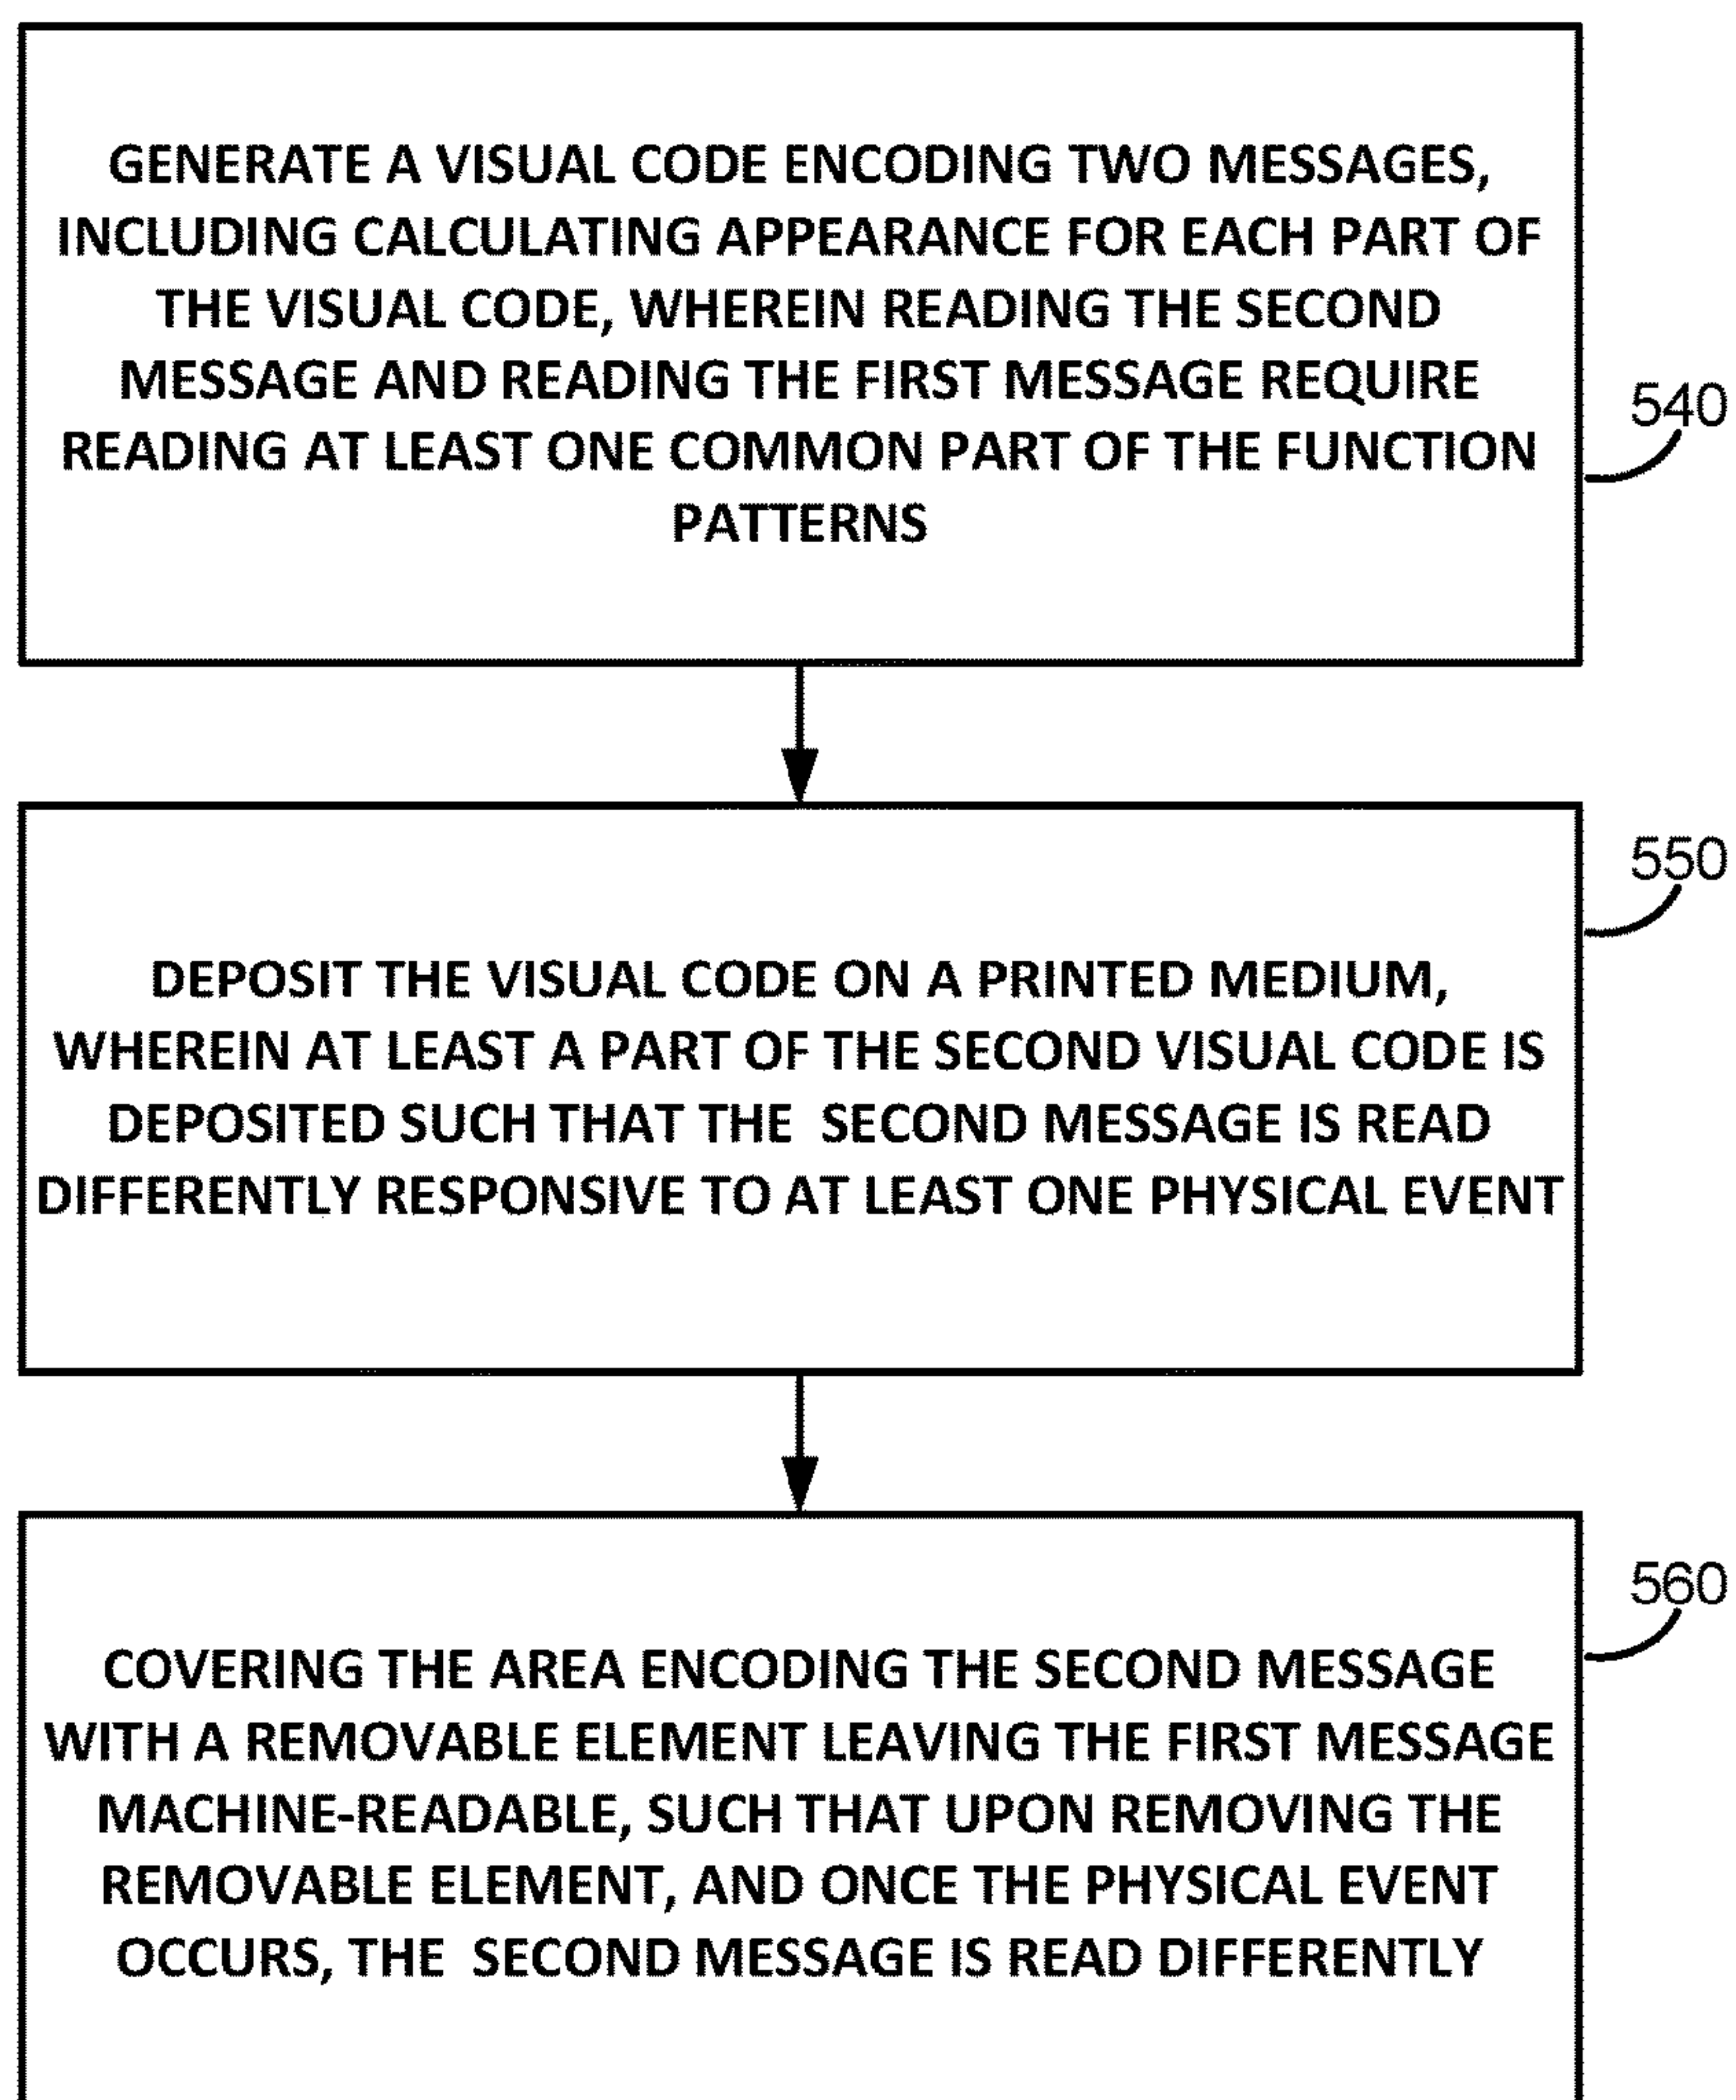 GENERATE A VISUAL CODE ENCODING TWO MESSAGES,
INCLUDING CALCULATING APPEARANCE FOR EACH PART OF
THE VISUAL CODE, WHEREIN READING THE SECOND
MESSAGE AND READING THE FIRST MESSAGE REQUIRE
READING AT LEAST ONE COMMON PART OF THE FUNCTION
PATTERNS
540
DEPOSIT THE VISUAL CODE ON A PRINTED MEDIUM,
WHEREIN AT LEAST A PART OF THE SECOND VISUAL CODE IS
DEPOSITED SUCH THAT THE SECOND MESSAGE IS READ
DIFFERENTLY RESPONSIVE TO AT LEAST ONE PHYSICAL EVENT
550
COVERING THE AREA ENCODING THE SECOND MESSAGE
WITH A REMOVABLE ELEMENT LEAVING THE FIRST MESSAGE
MACHINE-READABLE, SUCH THAT UPON REMOVING THE
REMOVABLE ELEMENT, AND ONCE THE PHYSICAL EVENT
OCCURS, THE SECOND MESSAGE IS READ DIFFERENTLY
560